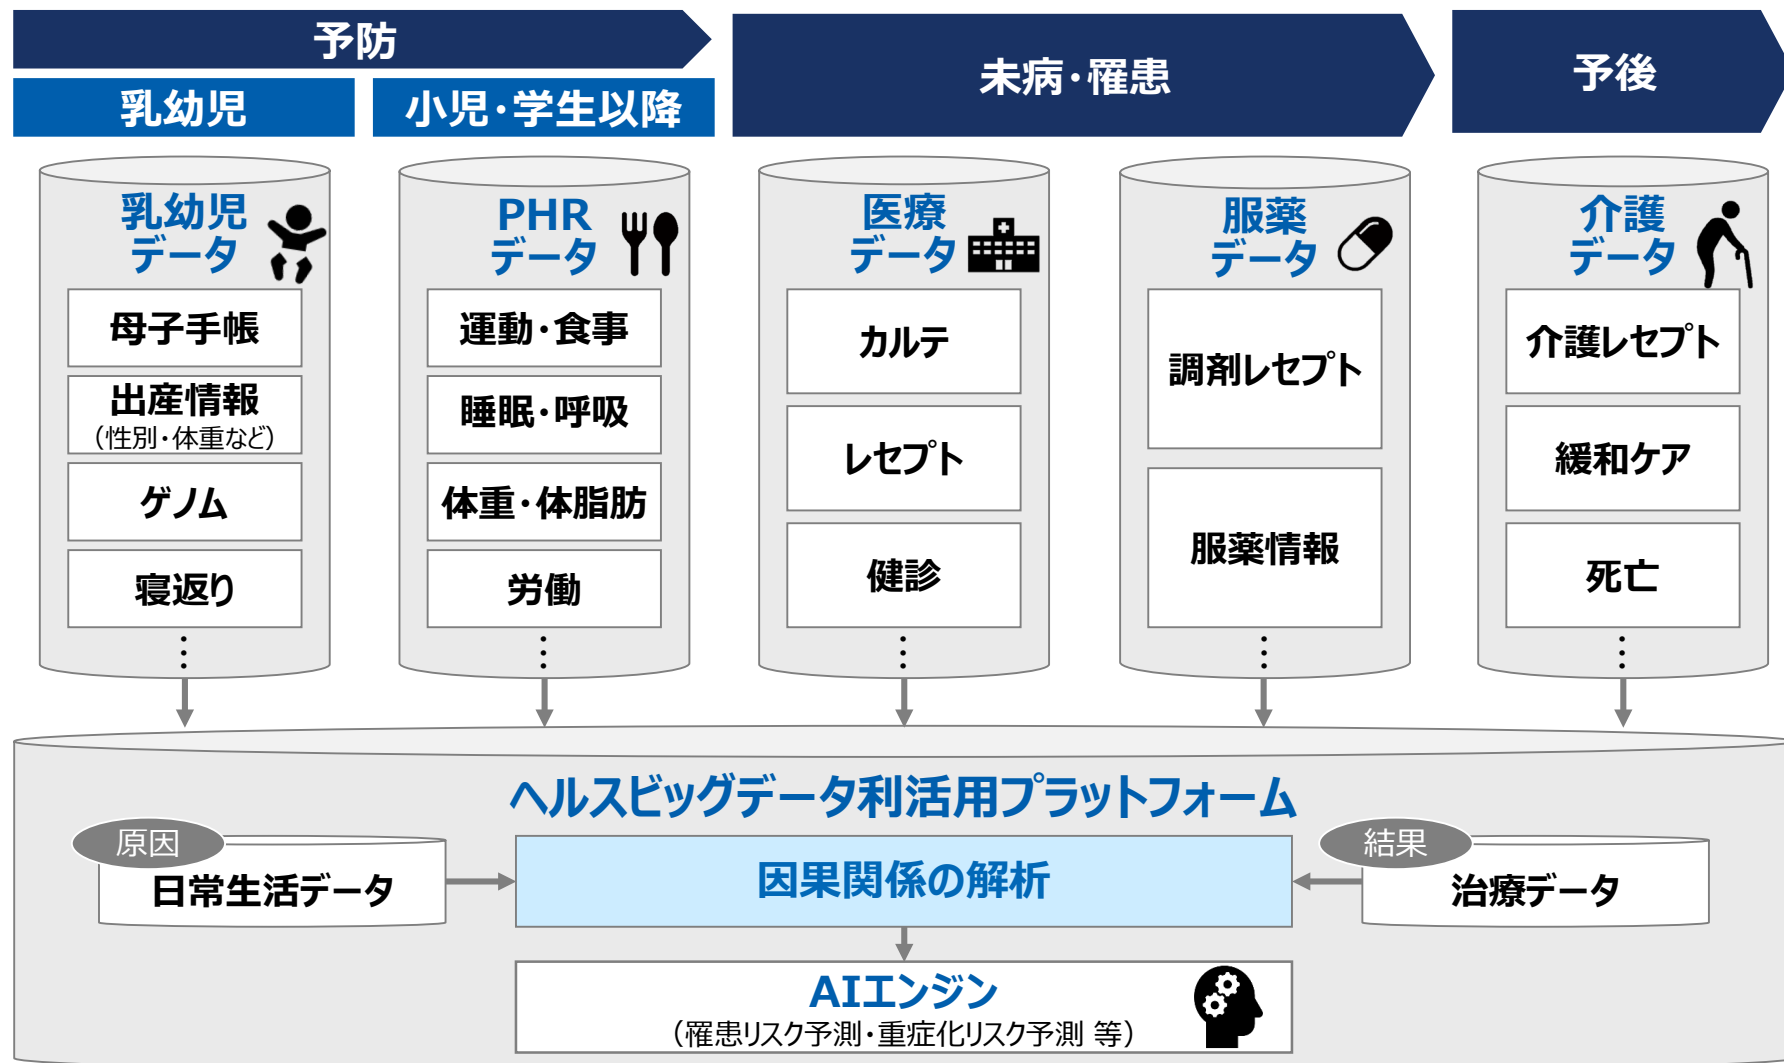 予防
未病・罹患
予後
乳幼児
小児・学生以降
乳幼児
データ
母子手帳
出産情報
（性別・体重など）
ゲノム
寝返り
⋮
PHR
データ
運動・食事
睡眠・呼吸
体重・体脂肪
労働
⋮
医療
データ
カルテ
レセプト
健診
⋮
服薬
データ
調剤レセプト
服薬情報
⋮
介護
データ
介護レセプト
緩和ケア
死亡
⋮
ヘルスビッグデータ利活用プラットフォーム
原因
日常生活データ
因果関係の解析
結果
治療データ
AIエンジン
（罹患リスク予測・重症化リスク予測 等）